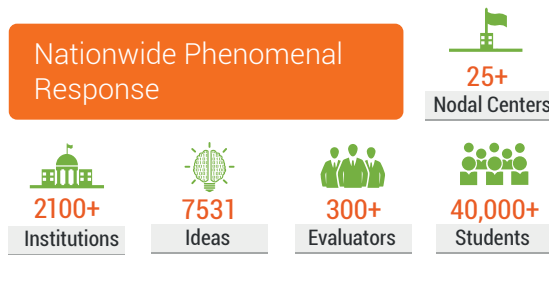 Nationwide Phenomenal
Response
25+
Nodal Centers
2100+
Institutions
7531
Ideas
300+
Evaluators
40,000+
Students